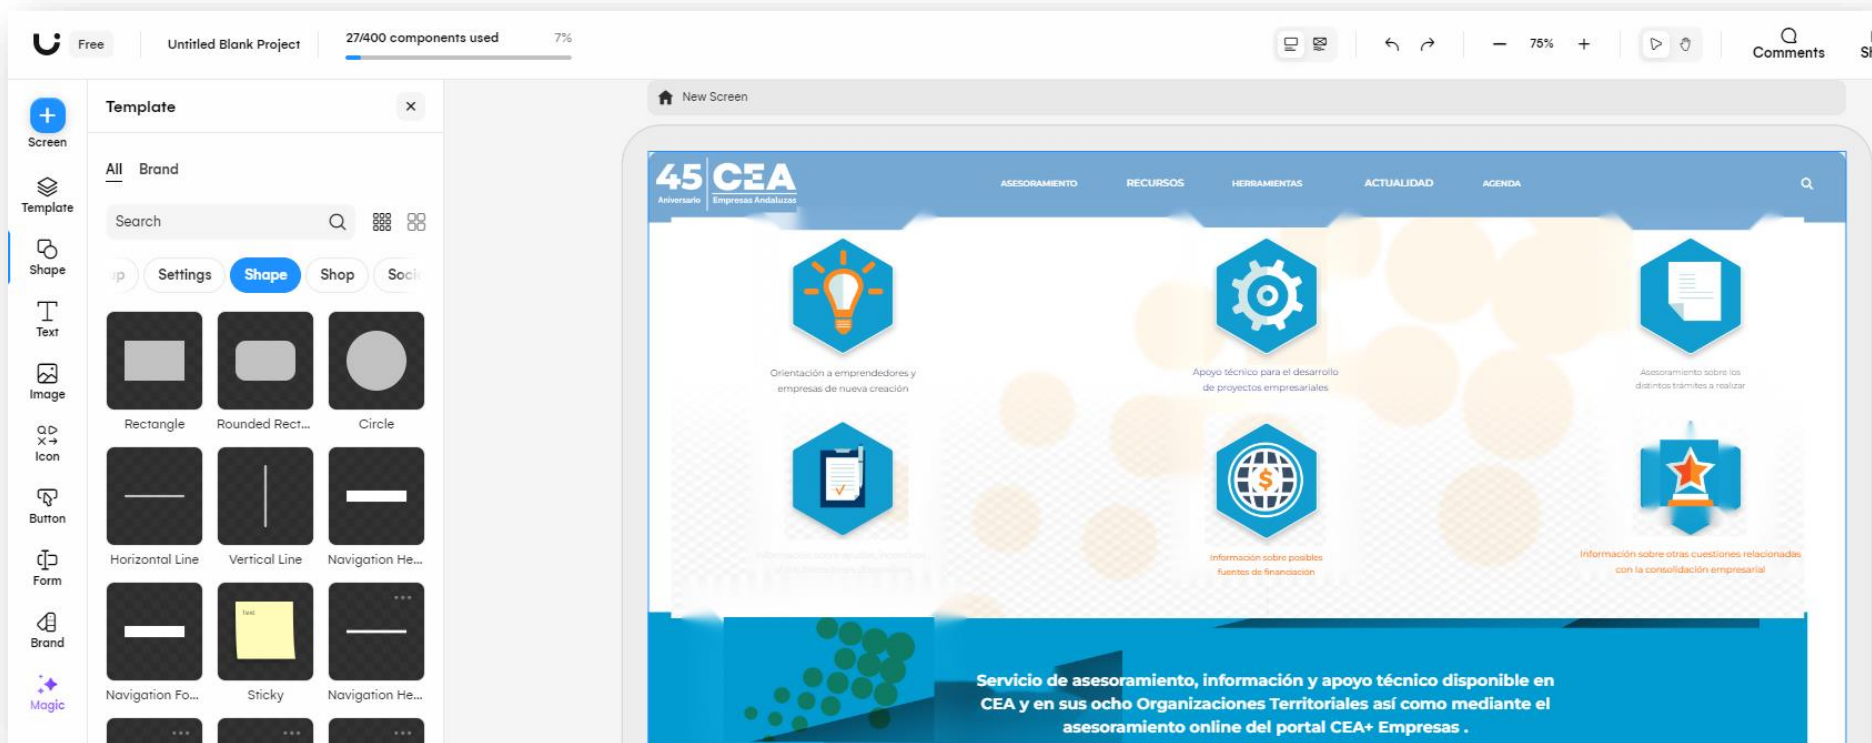 Free
Untitled Blank Project
27/400 components used
7%
75%
Comments
Screen
Template
Shape
Text
Image
Icon
Button
Form
Brand
Magic
Template
All
Brand
Search
Settings
Shape
Shop
Rectangle
Rounded Rect...
Circle
Horizontal Line
Vertical Line
Navigation He...
Navigation Fo...
Sticky
Navigation He...
New Screen
45 CEA
Aniversario Empresas Andaluzas
ASESORAMIENTO
RECURSOS
HERRAMIENTAS
ACTUALIDAD
AGENDA
Orientación a emprendedores y
empresas de nueva creación
Apoyo técnico para el desarrollo
de proyectos empresariales
Asesoramiento sobre los
distintos trámites a realizar
Información sobre posibles
fuentes de financiación
Información sobre otras cuestiones relacionadas
con la consolidación empresarial
Servicio de asesoramiento, información y apoyo técnico disponible en
CEA y en sus ocho Organizaciones Territoriales así como mediante el
asesoramiento online del portal CEA+ Empresas .